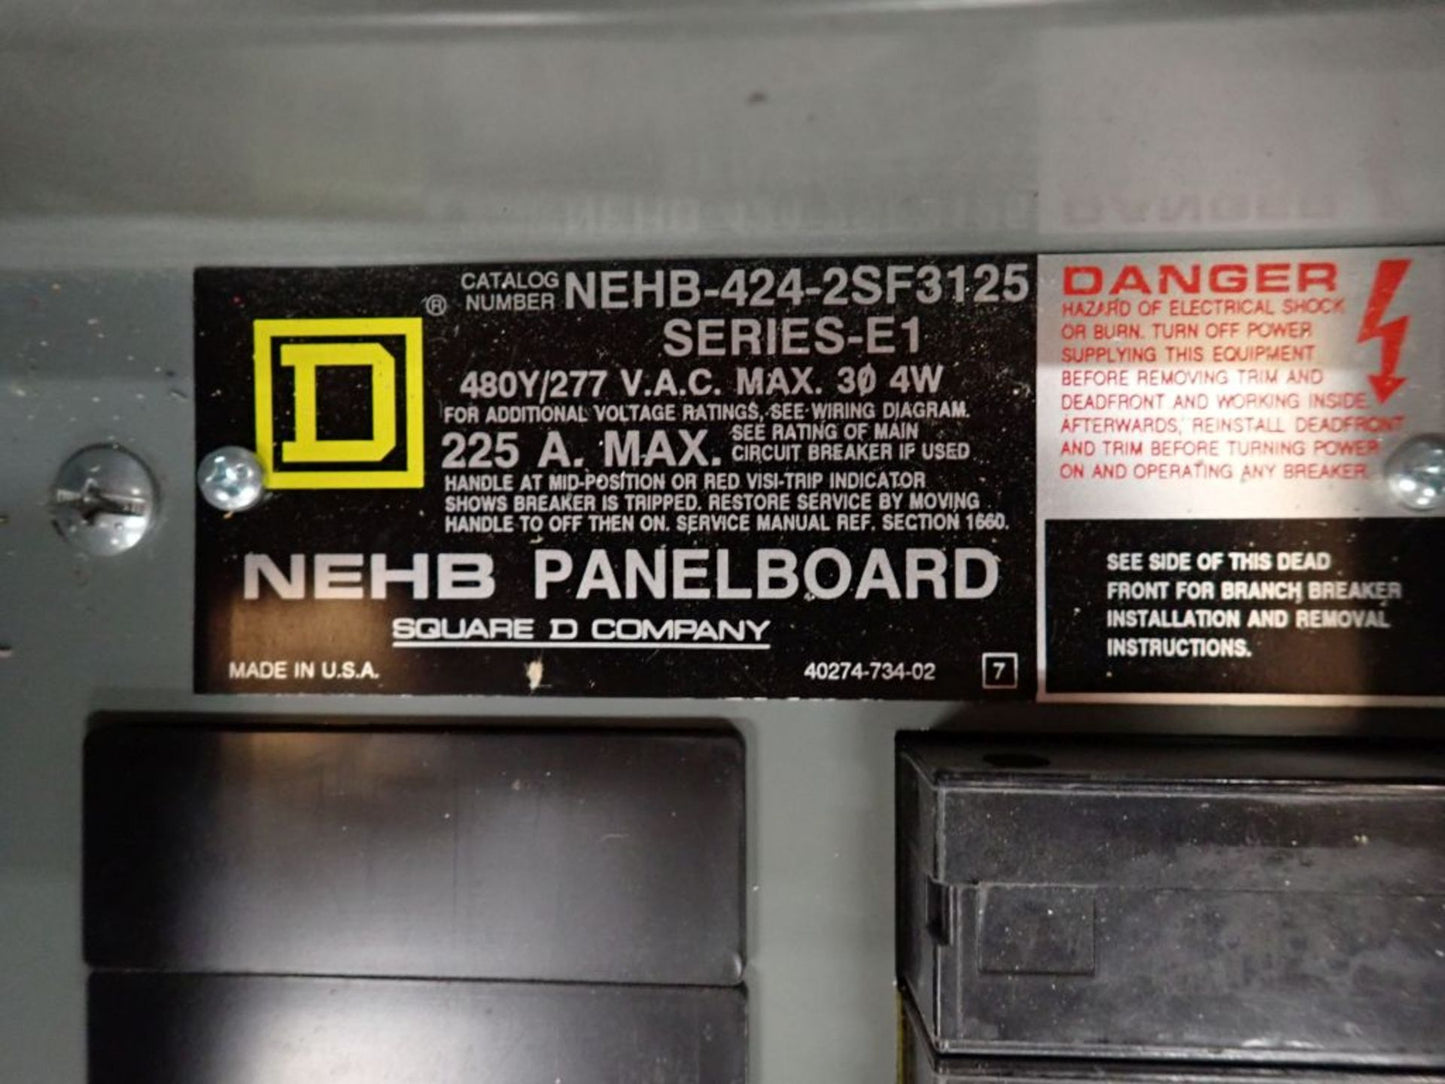 CATALOG NUMBER NEHB-424-2SF3125
SERIES-E1
®
D
480Y/277 V.A.C. MAX. 3Ø 4W
FOR ADDITIONAL VOLTAGE RATINGS, SEE WIRING DIAGRAM.
225 A. MAX. SEE RATING OF MAIN
CIRCUIT BREAKER IF USED
HANDLE AT MID-POSITION OR RED VISI-TRIP INDICATOR
SHOWS BREAKER IS TRIPPED. RESTORE SERVICE BY MOVING
HANDLE TO OFF THEN ON. SERVICE MANUAL REF. SECTION 1660.
NEHB PANELBOARD
SQUARE D COMPANY
MADE IN U.S.A.
40274-734-02
7
DANGER
HAZARD OF ELECTRICAL SHOCK
OR BURN. TURN OFF POWER
SUPPLYING THIS EQUIPMENT
BEFORE REMOVING TRIM AND
DEADFRONT AND WORKING INSIDE.
AFTERWARDS, REINSTALL DEADFRONT
AND TRIM BEFORE TURNING POWER
ON AND OPERATING ANY BREAKER.
SEE SIDE OF THIS DEAD
FRONT FOR BRANCH BREAKER
INSTALLATION AND REMOVAL
INSTRUCTIONS.